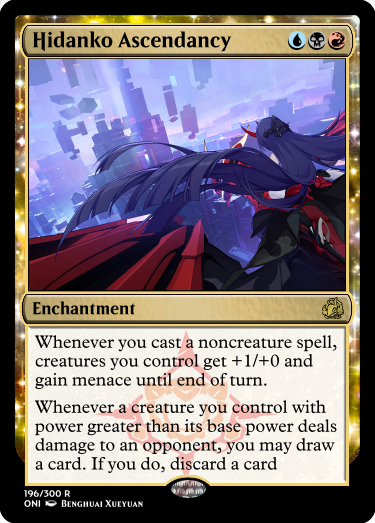 Hidanko Ascendancy
Enchantment
Whenever you cast a noncreature spell,
creatures you control get +1/+0 and
gain menace until end of turn.
Whenever a creature you control with
power greater than its base power deals
damage to an opponent, you may draw
a card. If you do, discard a card
196/300 R
ONI Benghuai Xueyuan